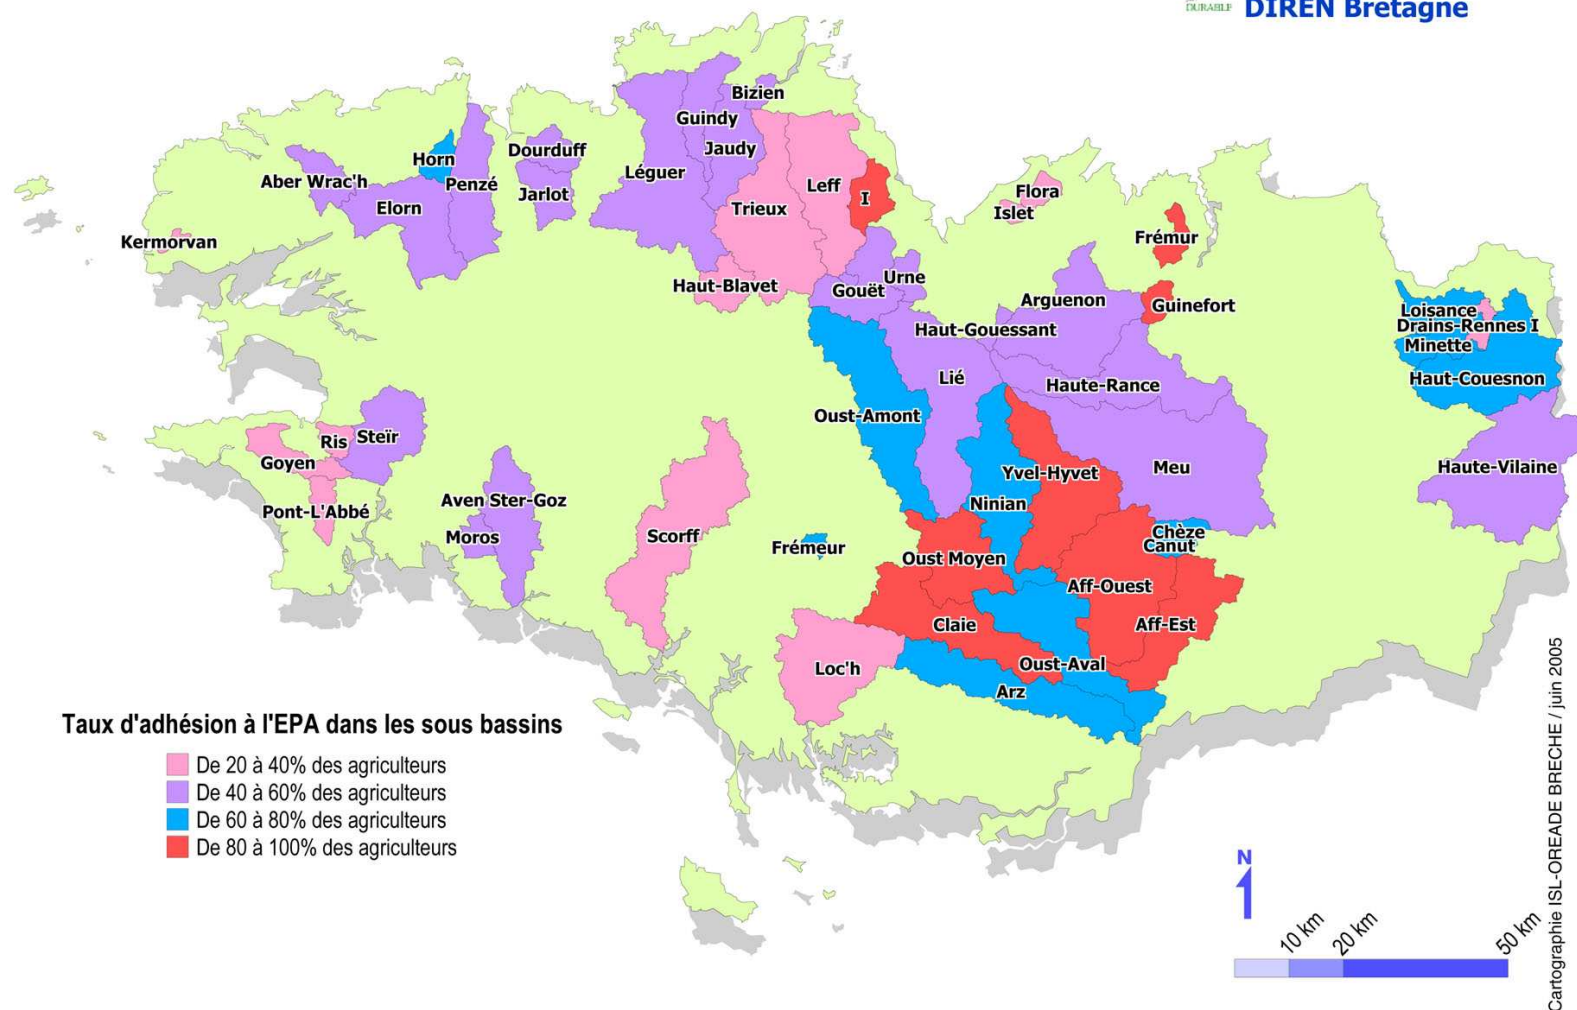 DURABLE
DIREN Bretagne
Bizien
Guindy
Jaudy
Dourduff
Horn
Léguer
Aber Wrac'h
Penzé
Jarlot
Elorn
Leff
I
Trieux
Flora
Islet
Kermorvan
Frémur
Haut-Blavet
Urne
Gouët
Arguenon
Guinefort
Loisance
Drains-Rennes I
Minette
Haut-Gouessant
Haut-Couesnon
Lié
Haute-Rance
Oust-Amont
Ris
Steïr
Goyen
Yvel-Hyvet
Meu
Haute-Vilaine
Aven Ster-Goz
Ninian
Pont-L'Abbé
Moros
Scorff
Frémeur
Chèze
Canut
Oust Moyen
Aff-Ouest
Claie
Aff-Est
Loc'h
Oust-Aval
Arz
Taux d'adhésion à l'EPA dans les sous bassins
De 20 à 40% des agriculteurs
De 40 à 60% des agriculteurs
De 60 à 80% des agriculteurs
De 80 à 100% des agriculteurs
N
10 km
20 km
50 km
Cartographie ISL-OREADE BRECHE / juin 2005